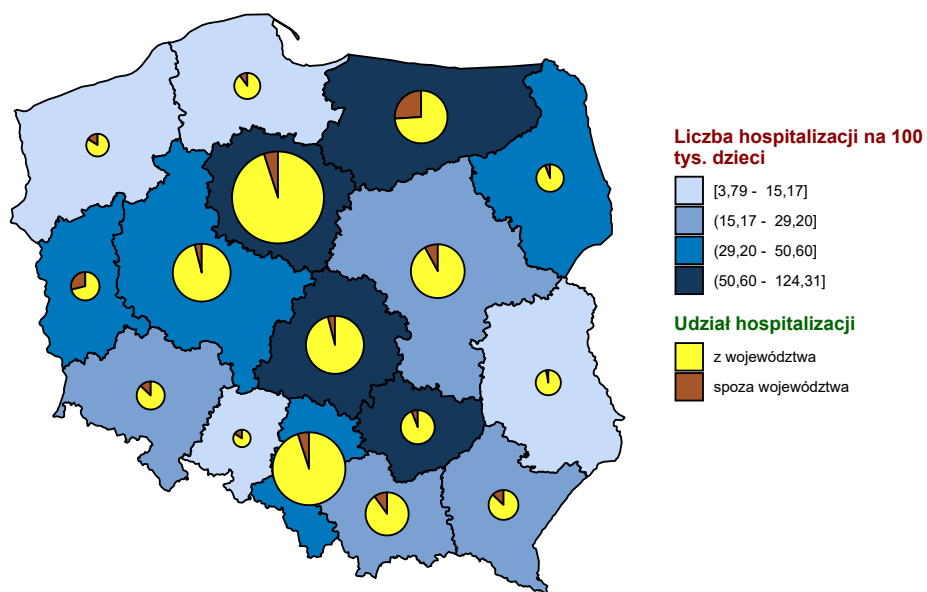 Liczba hospitalizacji na 100
tys. dzieci
[3,79 - 15,17]
(15,17 - 29,20]
(29,20 - 50,60]
(50,60 - 124,31]
Udział hospitalizacji
z województwa
spoza województwa